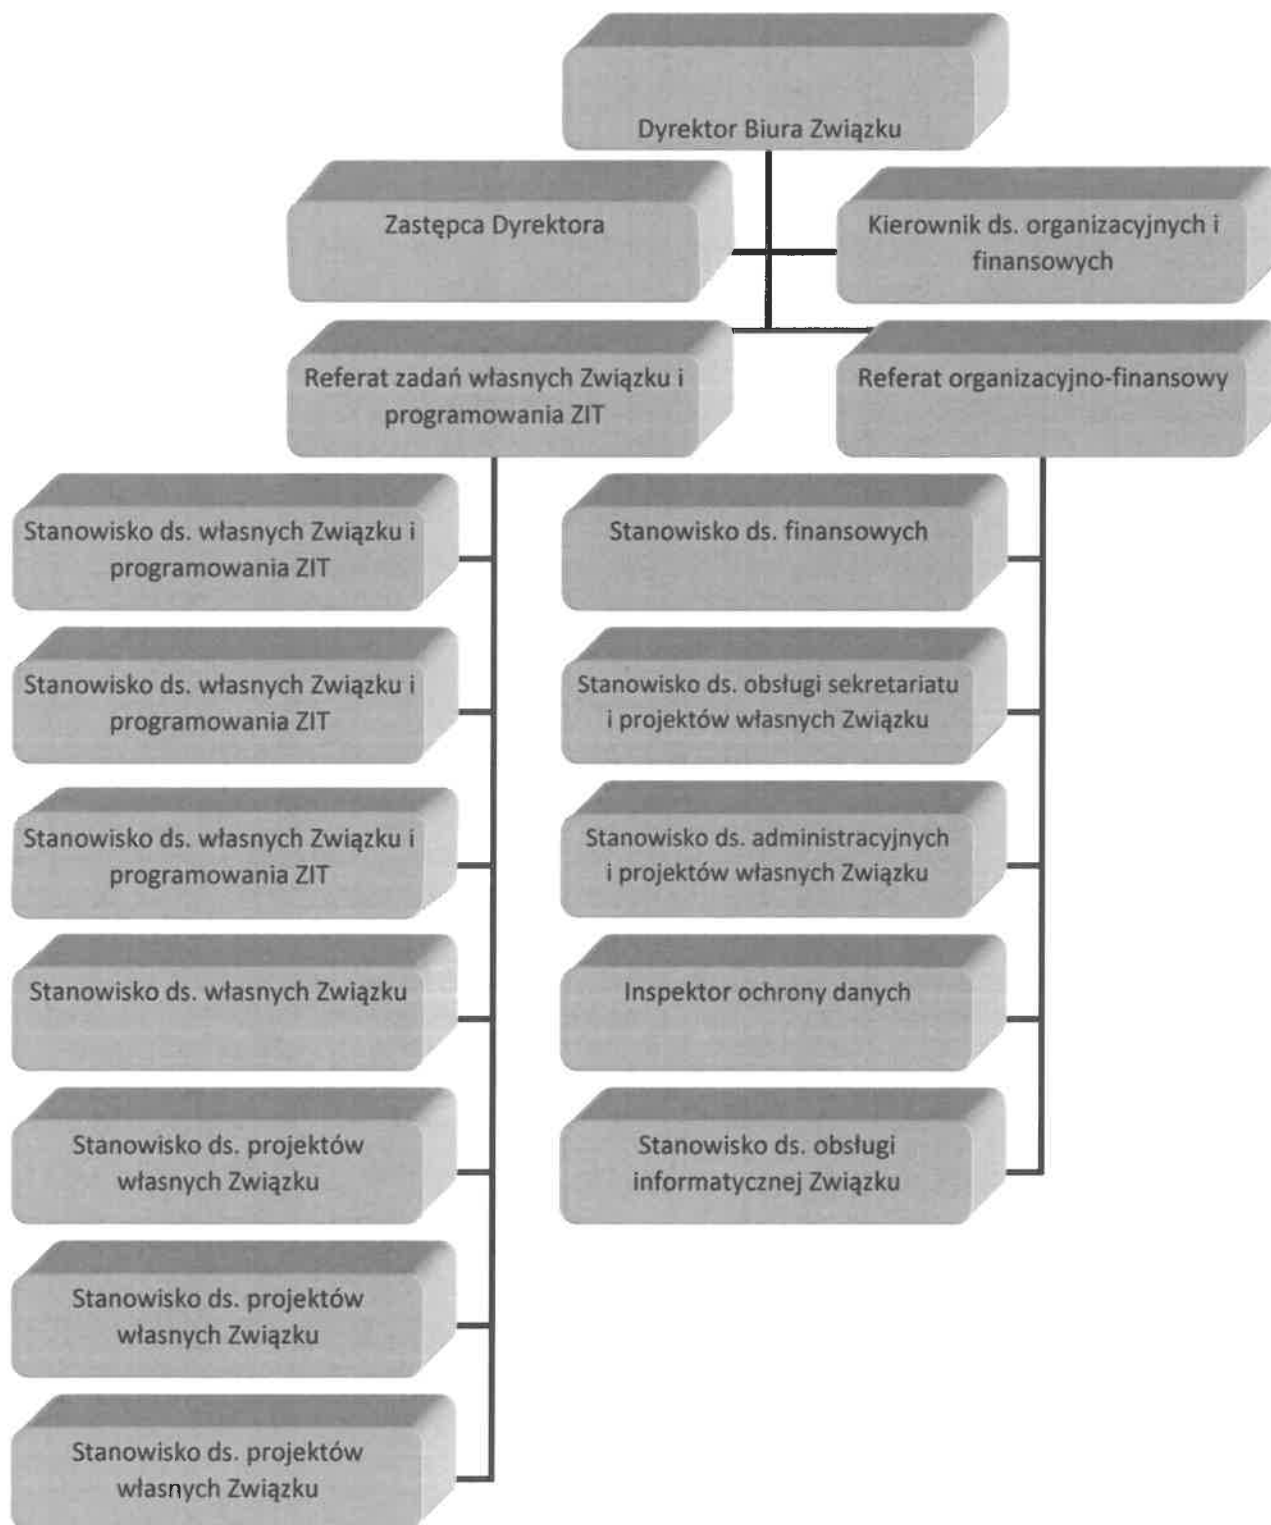 Dyrektor Biura Związku
Zastępca Dyrektora
Kierownik ds. organizacyjnych i
finansowych
Referat zadań własnych Związku i
programowania ZIT
Referat organizacyjno-finansowy
Stanowisko ds. własnych Związku i
programowania ZIT
Stanowisko ds. własnych Związku i
programowania ZIT
Stanowisko ds. własnych Związku i
programowania ZIT
Stanowisko ds. własnych Związku
Stanowisko ds. projektów
własnych Związku
Stanowisko ds. projektów
własnych Związku
Stanowisko ds. projektów
własnych Związku
Stanowisko ds. finansowych
Stanowisko ds. obsługi sekretariatu
i projektów własnych Związku
Stanowisko ds. administracyjnych
i projektów własnych Związku
Inspektor ochrony danych
Stanowisko ds. obsługi
informatycznej Związku